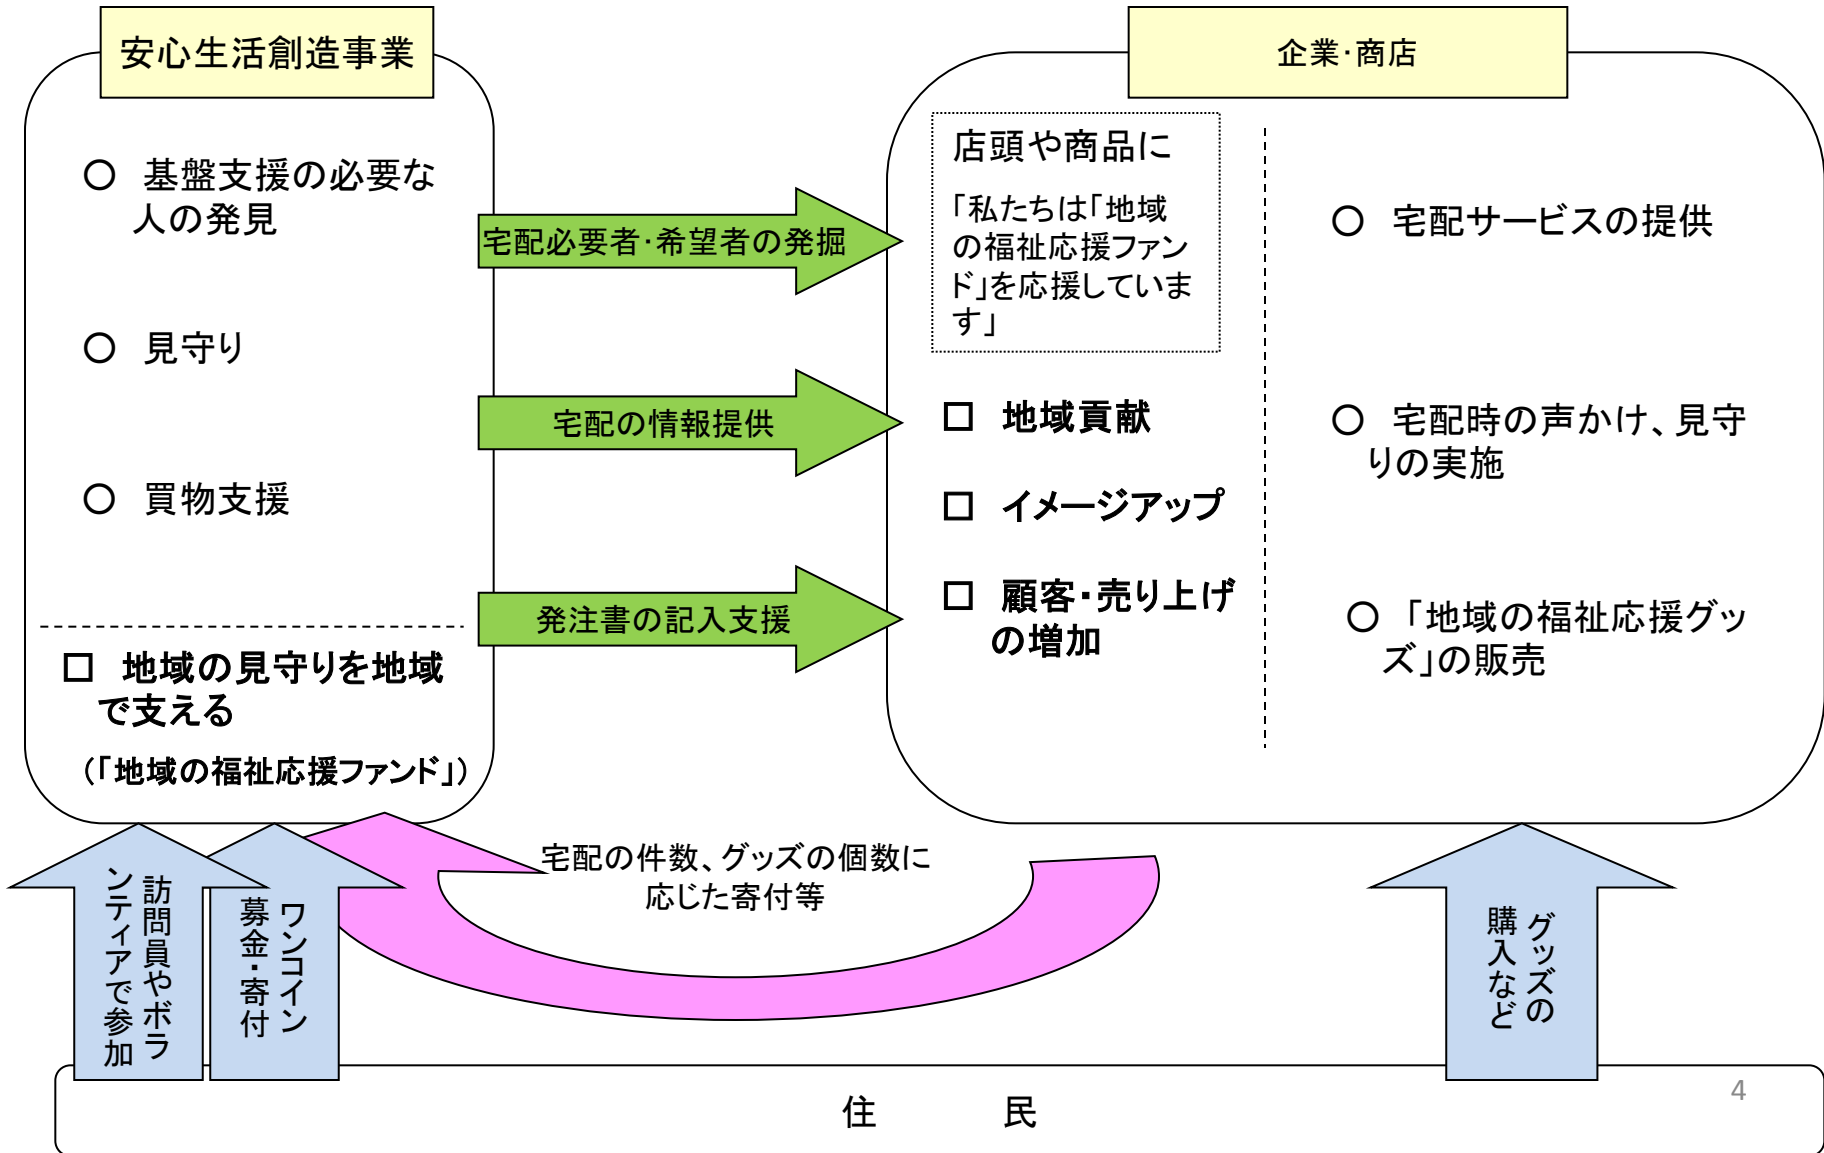 安心生活創造事業
○ 基盤支援の必要な
人の発見
○ 見守り
○ 買物支援
□ 地域の見守りを地域
で支える
(「地域の福祉応援ファンド」)
宅配必要者・希望者の発掘
宅配の情報提供
発注書の記入支援
企業・商店
店頭や商品に
「私たちは「地域
の福祉応援ファン
ド」を応援していま
す」
□ 地域貢献
□ イメージアップ
□ 顧客・売り上げ
の増加
○ 宅配サービスの提供
○ 宅配時の声かけ、見守
りの実施
○ 「地域の福祉応援グッ
ズ」の販売
宅配の件数、グッズの個数に
応じた寄付等
訪問員やボラ
ンティアで参加
ワンコイン
募金・寄付
グッズの
購入など
住 民
4